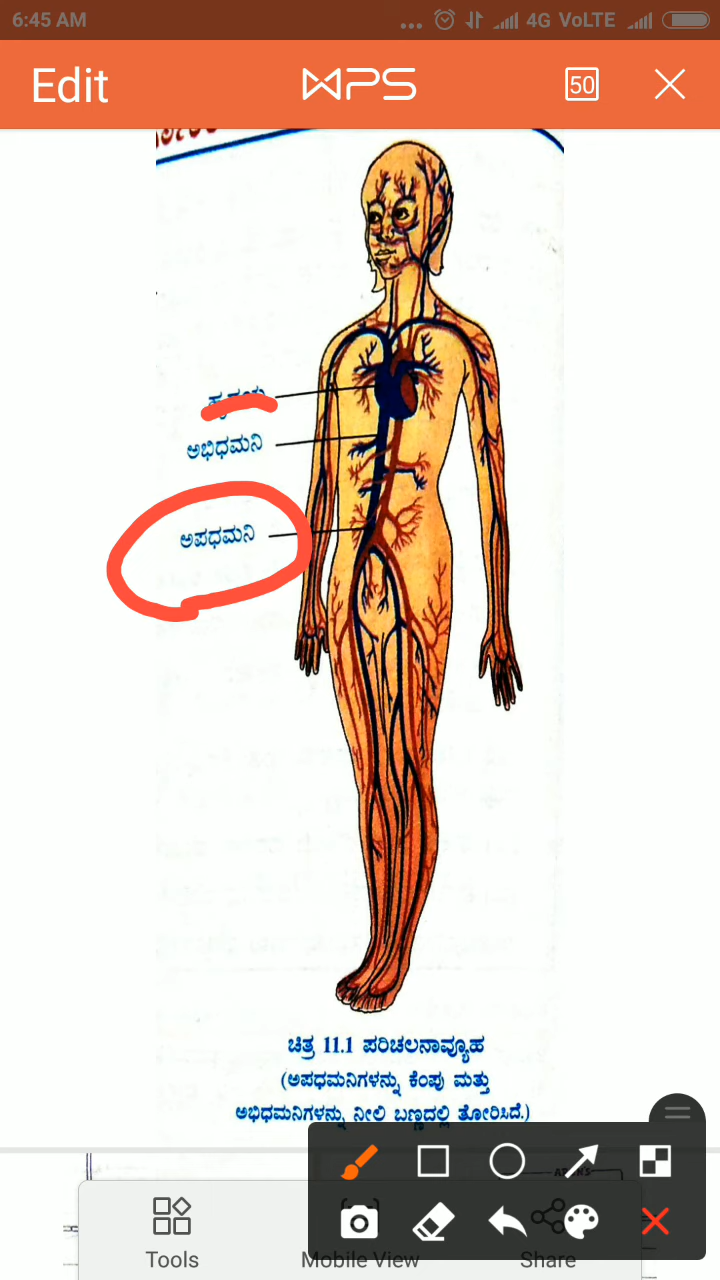 6:45 AM
4G VoLTE
Edit
WPS
50
ಅಭಿಧಮನಿ
ಅಪಧಮನಿ
ಚಿತ್ರ 11.1 ಪರಿಚಲನಾವ್ಯೂಹ
(ಅಪಧಮನಿಗಳನ್ನು ಕೆಂಪು ಮತ್ತು
ಅಭಿಧಮನಿಗಳನ್ನು ನೀಲಿ ಬಣ್ಣದಲ್ಲಿ ತೋರಿಸಿದೆ.)
Tools
Mobile View
Share